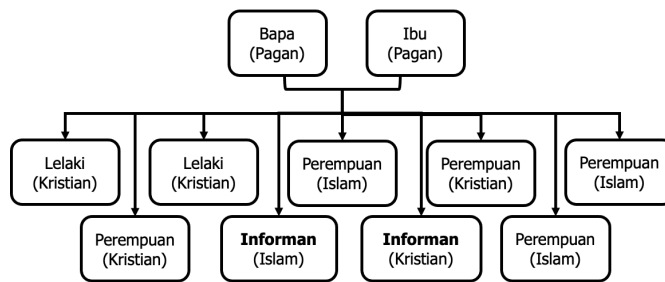 Bapa
(Pagan)
Ibu
(Pagan)
Lelaki
(Kristian)
Lelaki
(Kristian)
Perempuan
(Islam)
Perempuan
(Kristian)
Perempuan
(Islam)
Perempuan
(Kristian)
Informan
(Islam)
Informan
(Kristian)
Perempuan
(Islam)